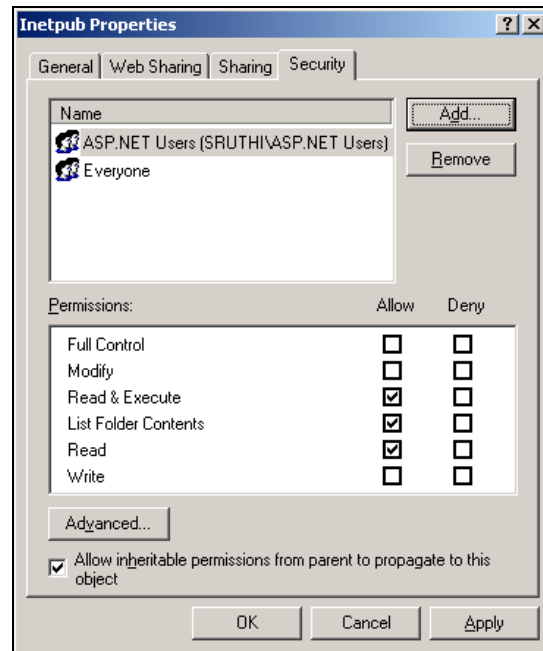 Inetpub Properties
General Web Sharing Sharing Security
Name
Add...
ASP.NET Users (SRUTHI\ASP.NET Users)
Everyone
Remove
Permissions: Allow Deny
Full Control
Modify
Read & Execute
List Folder Contents
Read
Write
Advanced...
Allow inheritable permissions from parent to propagate to this
object
OK Cancel Apply